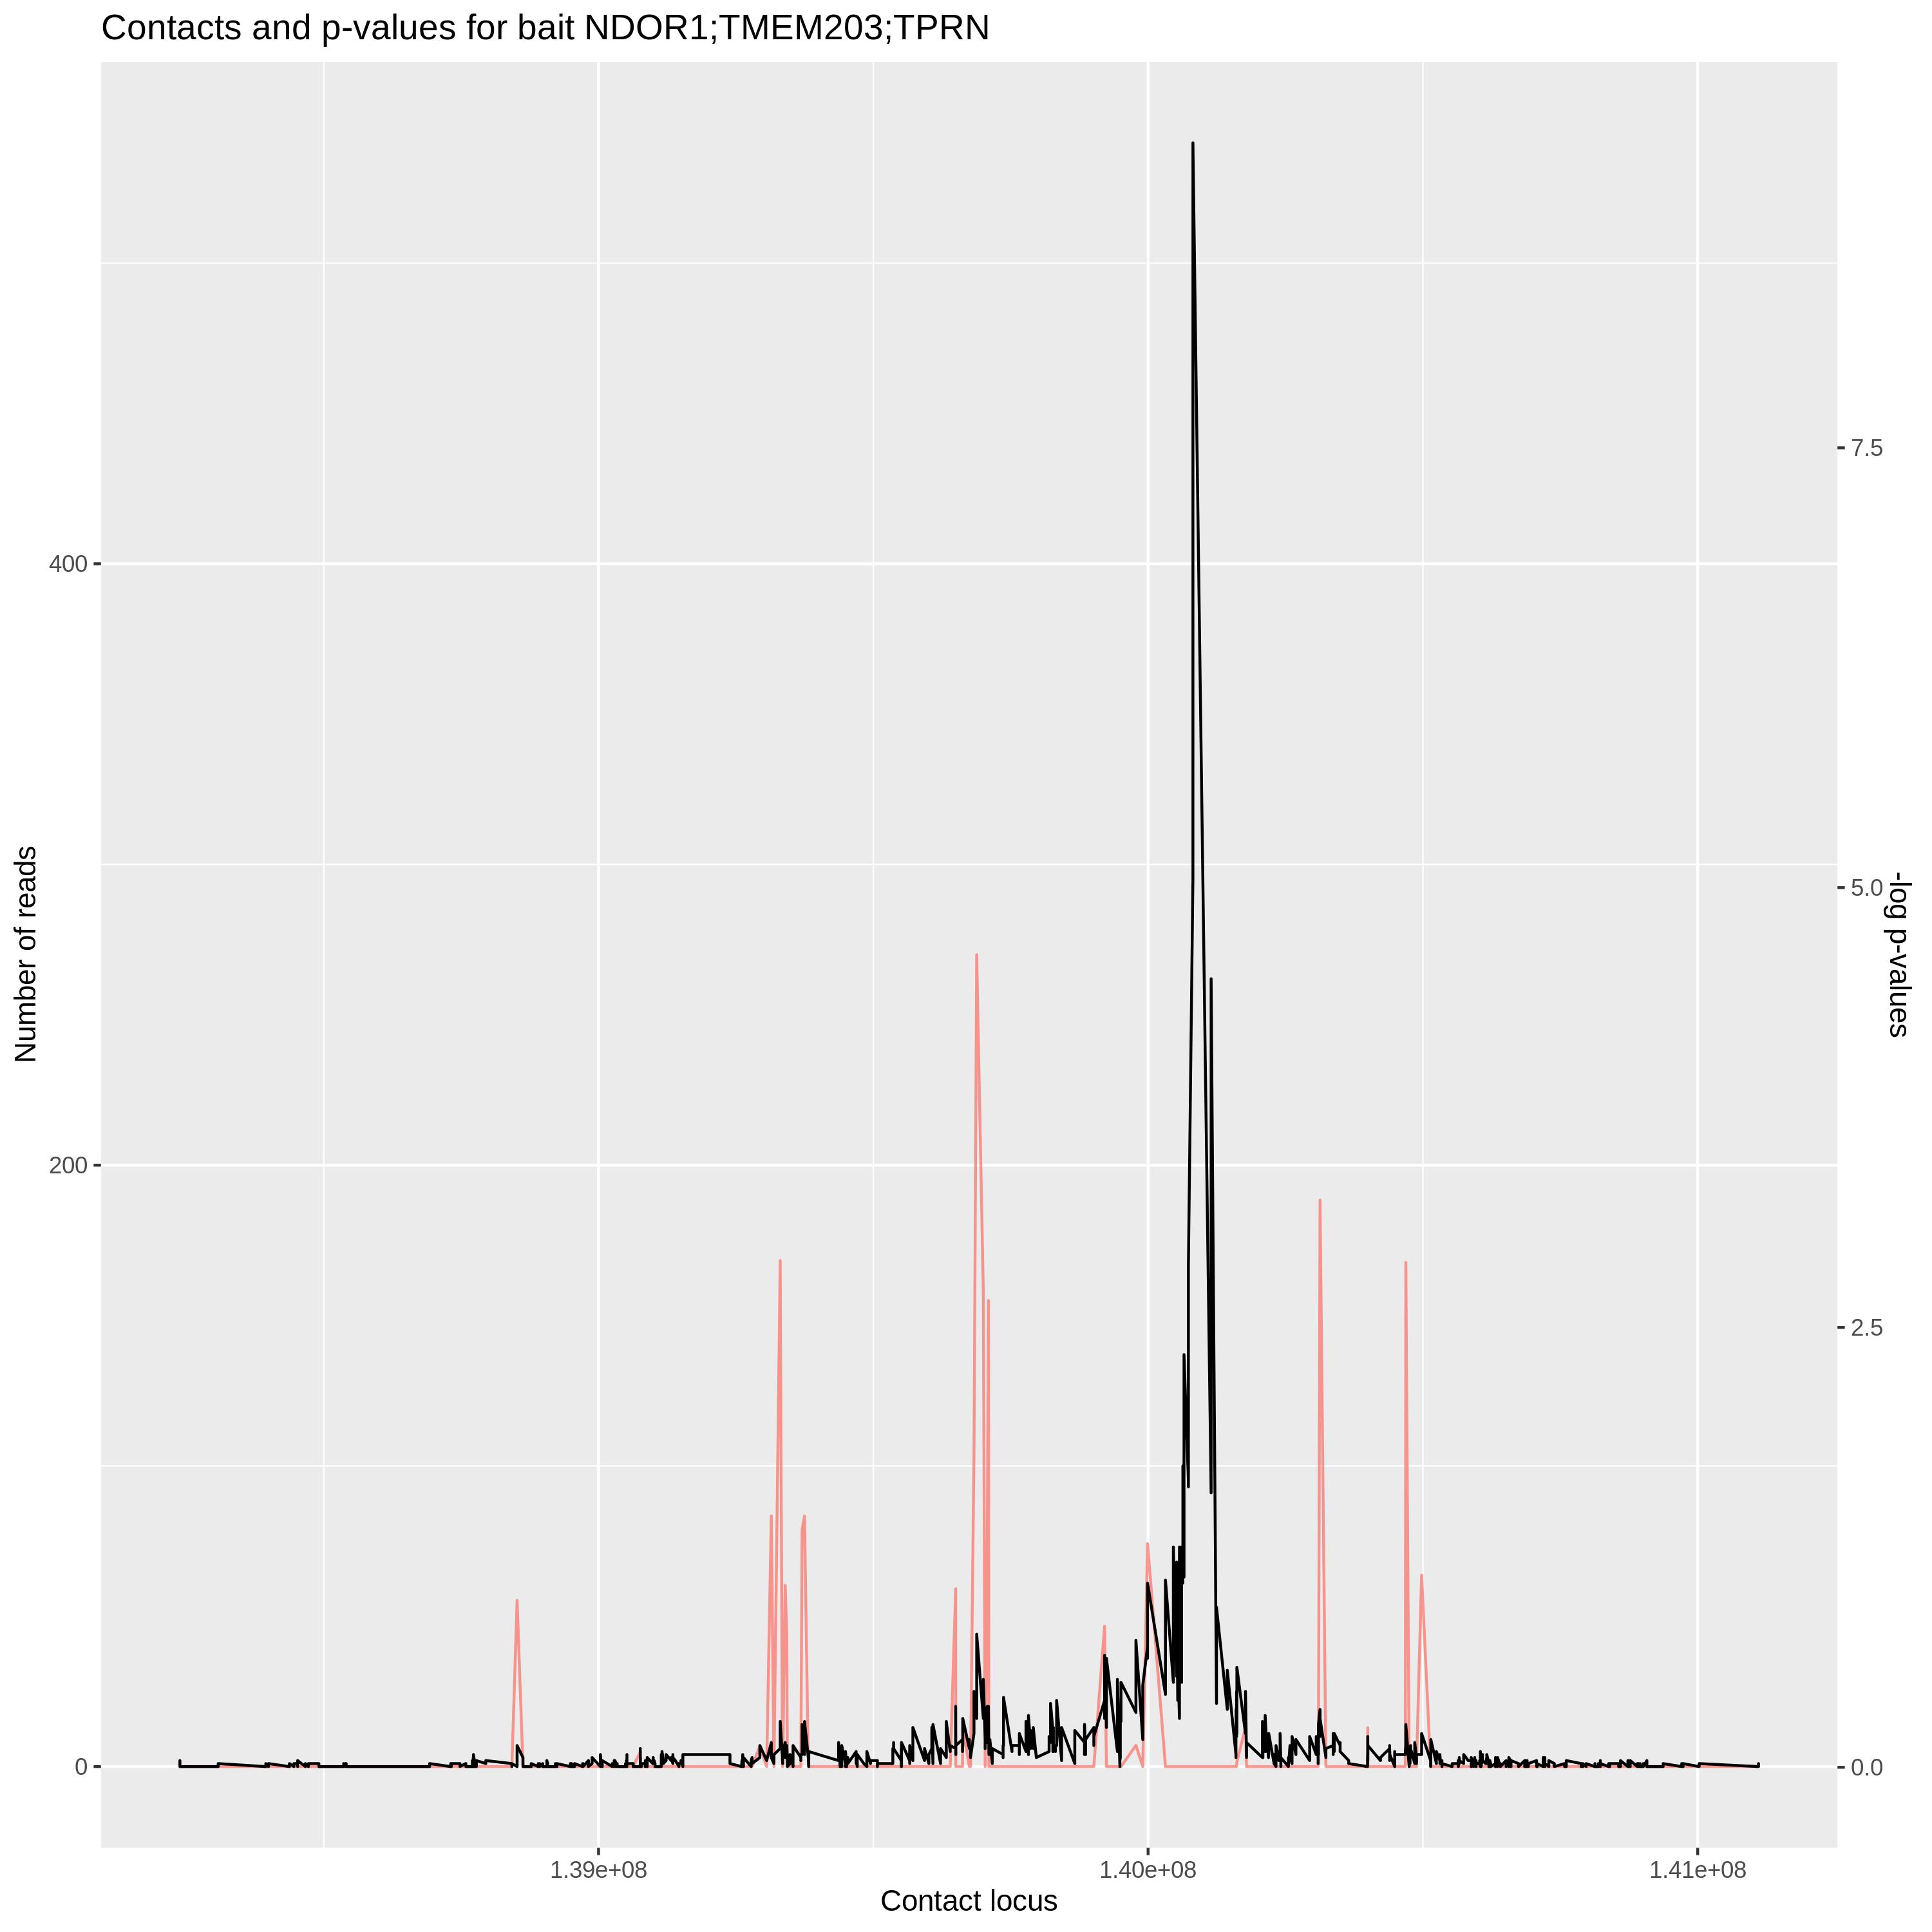 Contacts and p-values for bait NDOR1;TMEM203;TPRN
Number of reads
400
200
0
7.5
5.0
2.5
0.0
-log p-values
1.39e+08
1.40e+08
1.41e+08
Contact locus